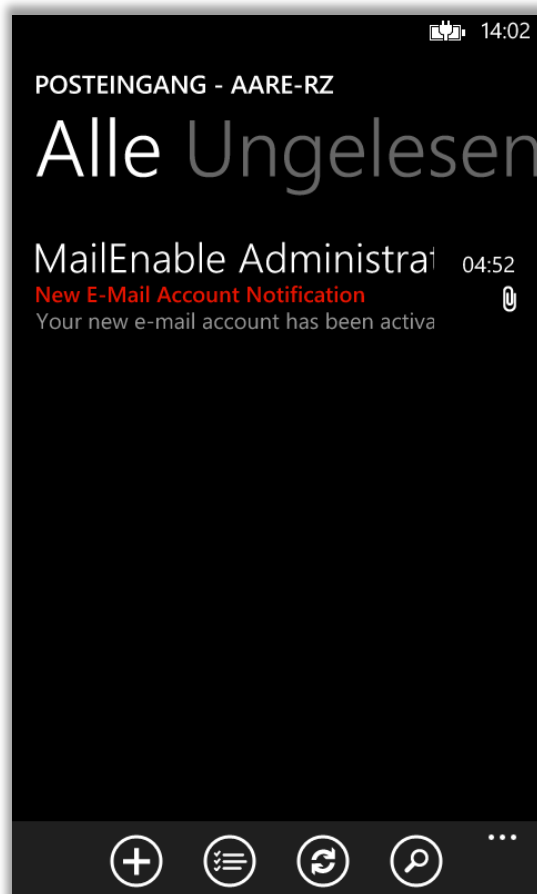 14:02
POSTEINGANG - AARE-RZ
Alle Ungelesen
MailEnable Administrat 04:52
New E-Mail Account Notification
Your new e-mail account has been activa